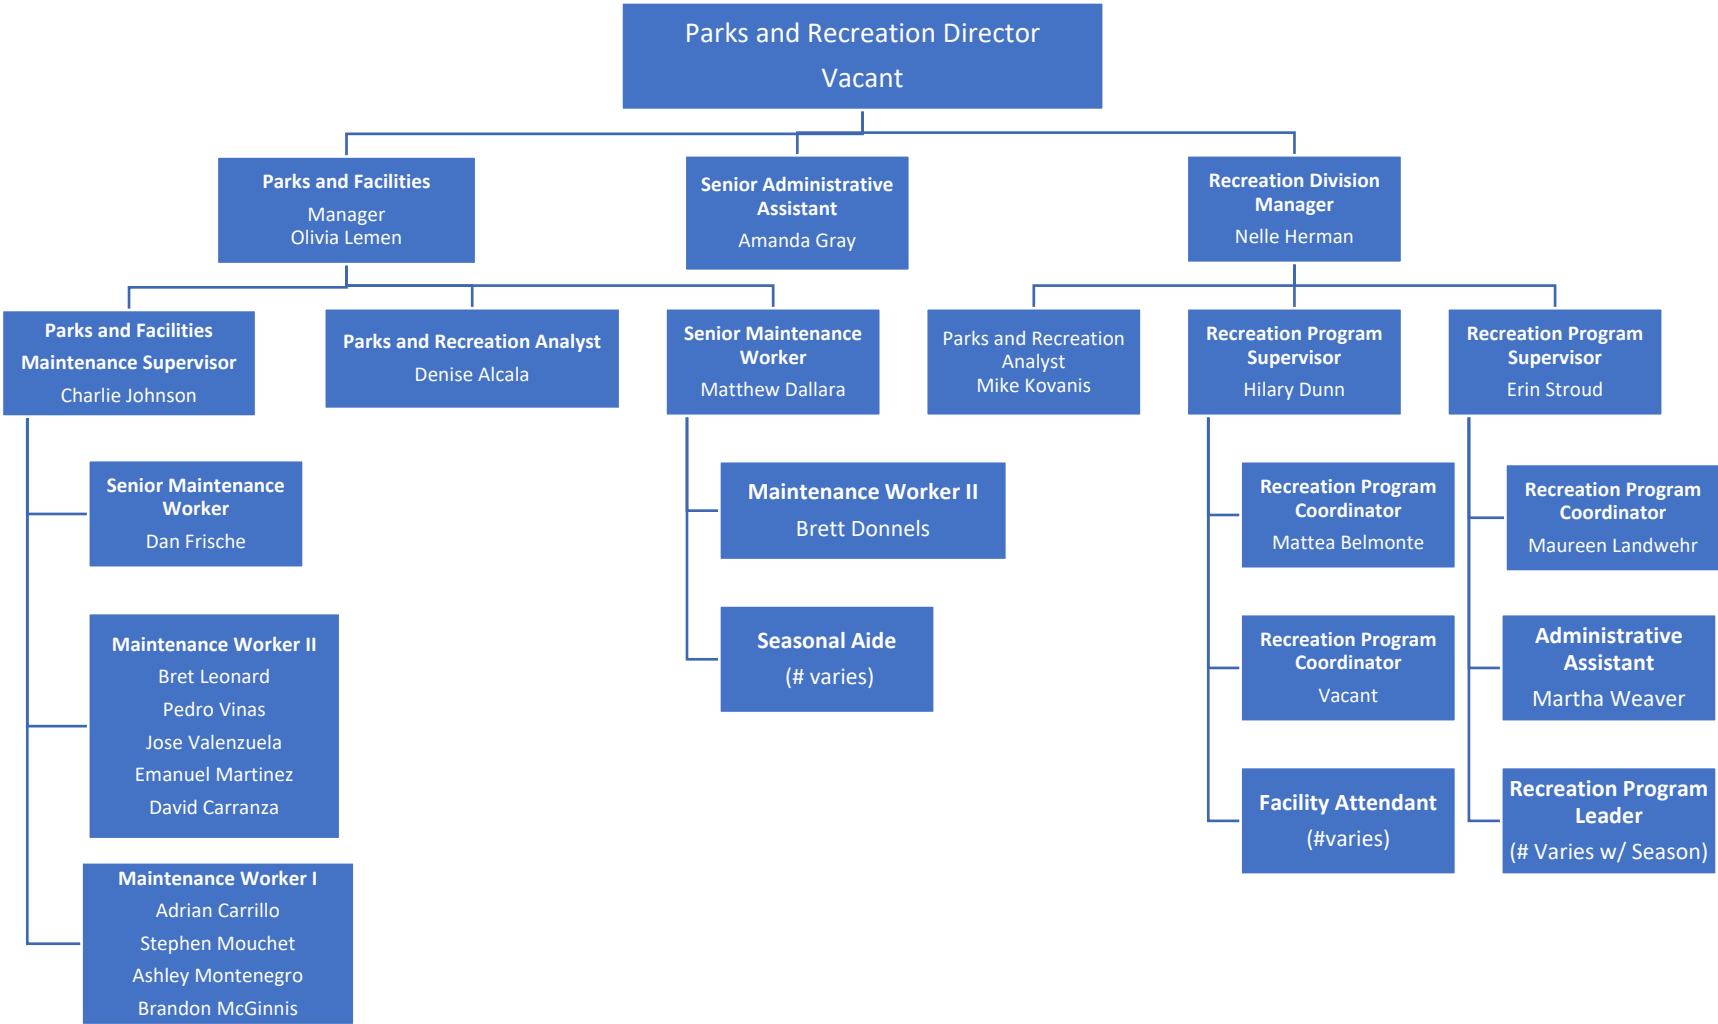 Parks and Recreation Director
Vacant
Parks and Facilities
Manager
Olivia Lemen
Senior Administrative
Assistant
Amanda Gray
Recreation Division
Manager
Nelle Herman
Parks and Facilities
Maintenance Supervisor
Charlie Johnson
Parks and Recreation Analyst
Denise Alcala
Senior Maintenance
Worker
Matthew Dallara
Parks and Recreation
Analyst
Mike Kovanis
Recreation Program
Supervisor
Hilary Dunn
Recreation Program
Supervisor
Erin Stroud
Senior Maintenance
Worker
Dan Frische
Maintenance Worker II
Bret Leonard
Pedro Vinas
Jose Valenzuela
Emanuel Martinez
David Carranza
Maintenance Worker I
Adrian Carrillo
Stephen Mouchet
Ashley Montenegro
Brandon McGinnis
Maintenance Worker II
Brett Donnels
Seasonal Aide
(# varies)
Recreation Program
Coordinator
Mattea Belmonte
Recreation Program
Coordinator
Vacant
Facility Attendant
(#varies)
Recreation Program
Coordinator
Maureen Landwehr
Administrative
Assistant
Martha Weaver
Recreation Program
Leader
(# Varies w/ Season)